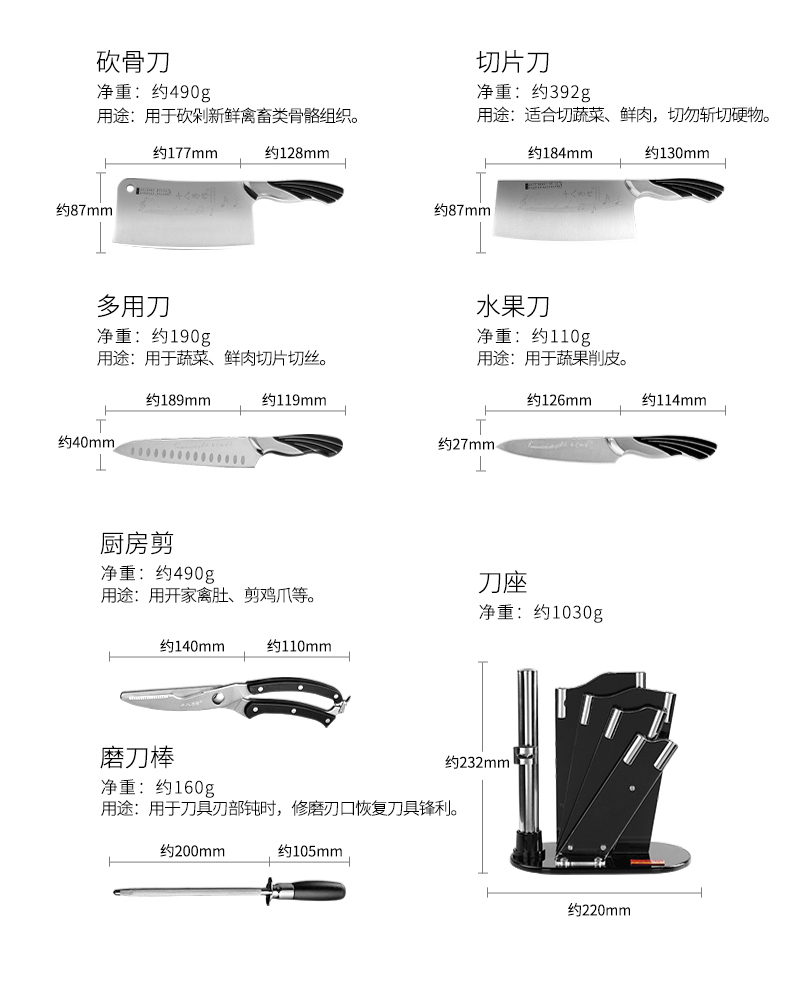 砍骨刀
净重：约490g
用途：用于砍剁新鲜禽畜类骨骼组织。
约177mm
约128mm
约87mm
切片刀
净重：约392g
用途：适合切蔬菜、鲜肉，切勿斩切硬物。
约184mm
约130mm
约87mm
多用刀
净重：约190g
用途：用于蔬菜、鲜肉切片切丝。
约189mm
约119mm
约40mm
水果刀
净重：约110g
用途：用于蔬果削皮。
约126mm
约114mm
约27mm
厨房剪
净重：约490g
用途：用开家禽肚、剪鸡爪等。
约140mm
约110mm
磨刀棒
净重：约160g
用途：用于刀具刃部钝时，修磨刃口恢复刀具锋利。
约200mm
约105mm
刀座
净重：约1030g
约232mm
约220mm